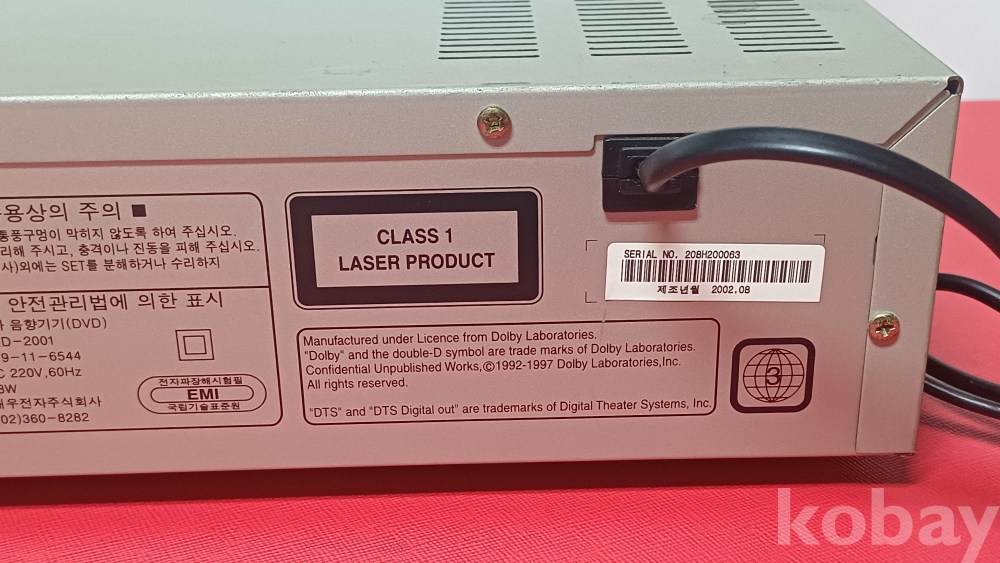 용상의 주의 ■
통풍구멍이 막히지 않도록 하여 주십시오.
리해 주시고, 충격이나 진동을 피해 주십시오.
사)외에는 SET를 분해하거나 수리하지
안전관리법에 의한 표시
음향기기(DVD)
D-2001
9-11-6544
C 220V,60Hz
8W
우전자주식회사
02)360-8282
전자파장해시험필
EMI
국립기술표준원
CLASS 1
LASER PRODUCT
SERIAL NO. 208H200063
제조년월 2002.08
Manufactured under Licence from Dolby Laboratories.
"Dolby" and the double-D symbol are trade marks of Dolby Laboratories.
Confidential Unpublished Works,©1992-1997 Dolby Laboratories,Inc.
All rights reserved.
"DTS" and "DTS Digital out" are trademarks of Digital Theater Systems, Inc.
3
kobay